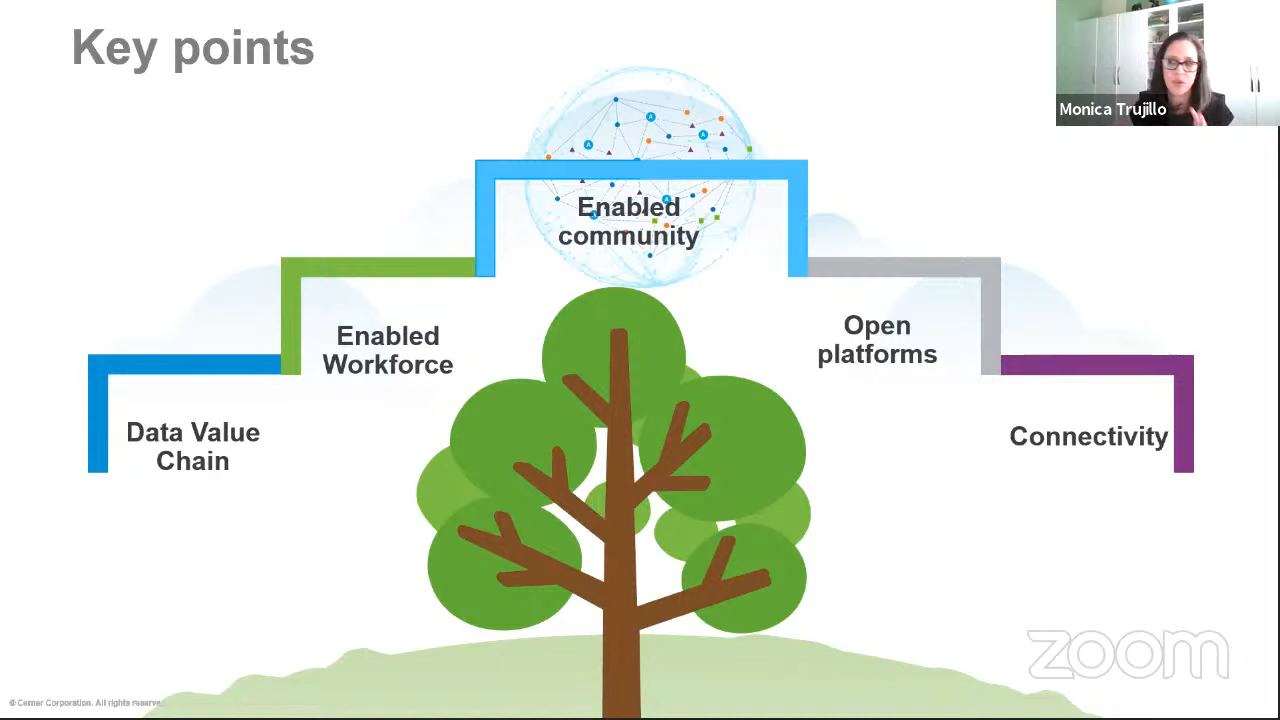 Key points
Monica Trujillo
Enabled
community
Enabled
Workforce
Open
platforms
Data Value
Chain
Connectivity
zoom
© Cerner Corporation. All rights reserve